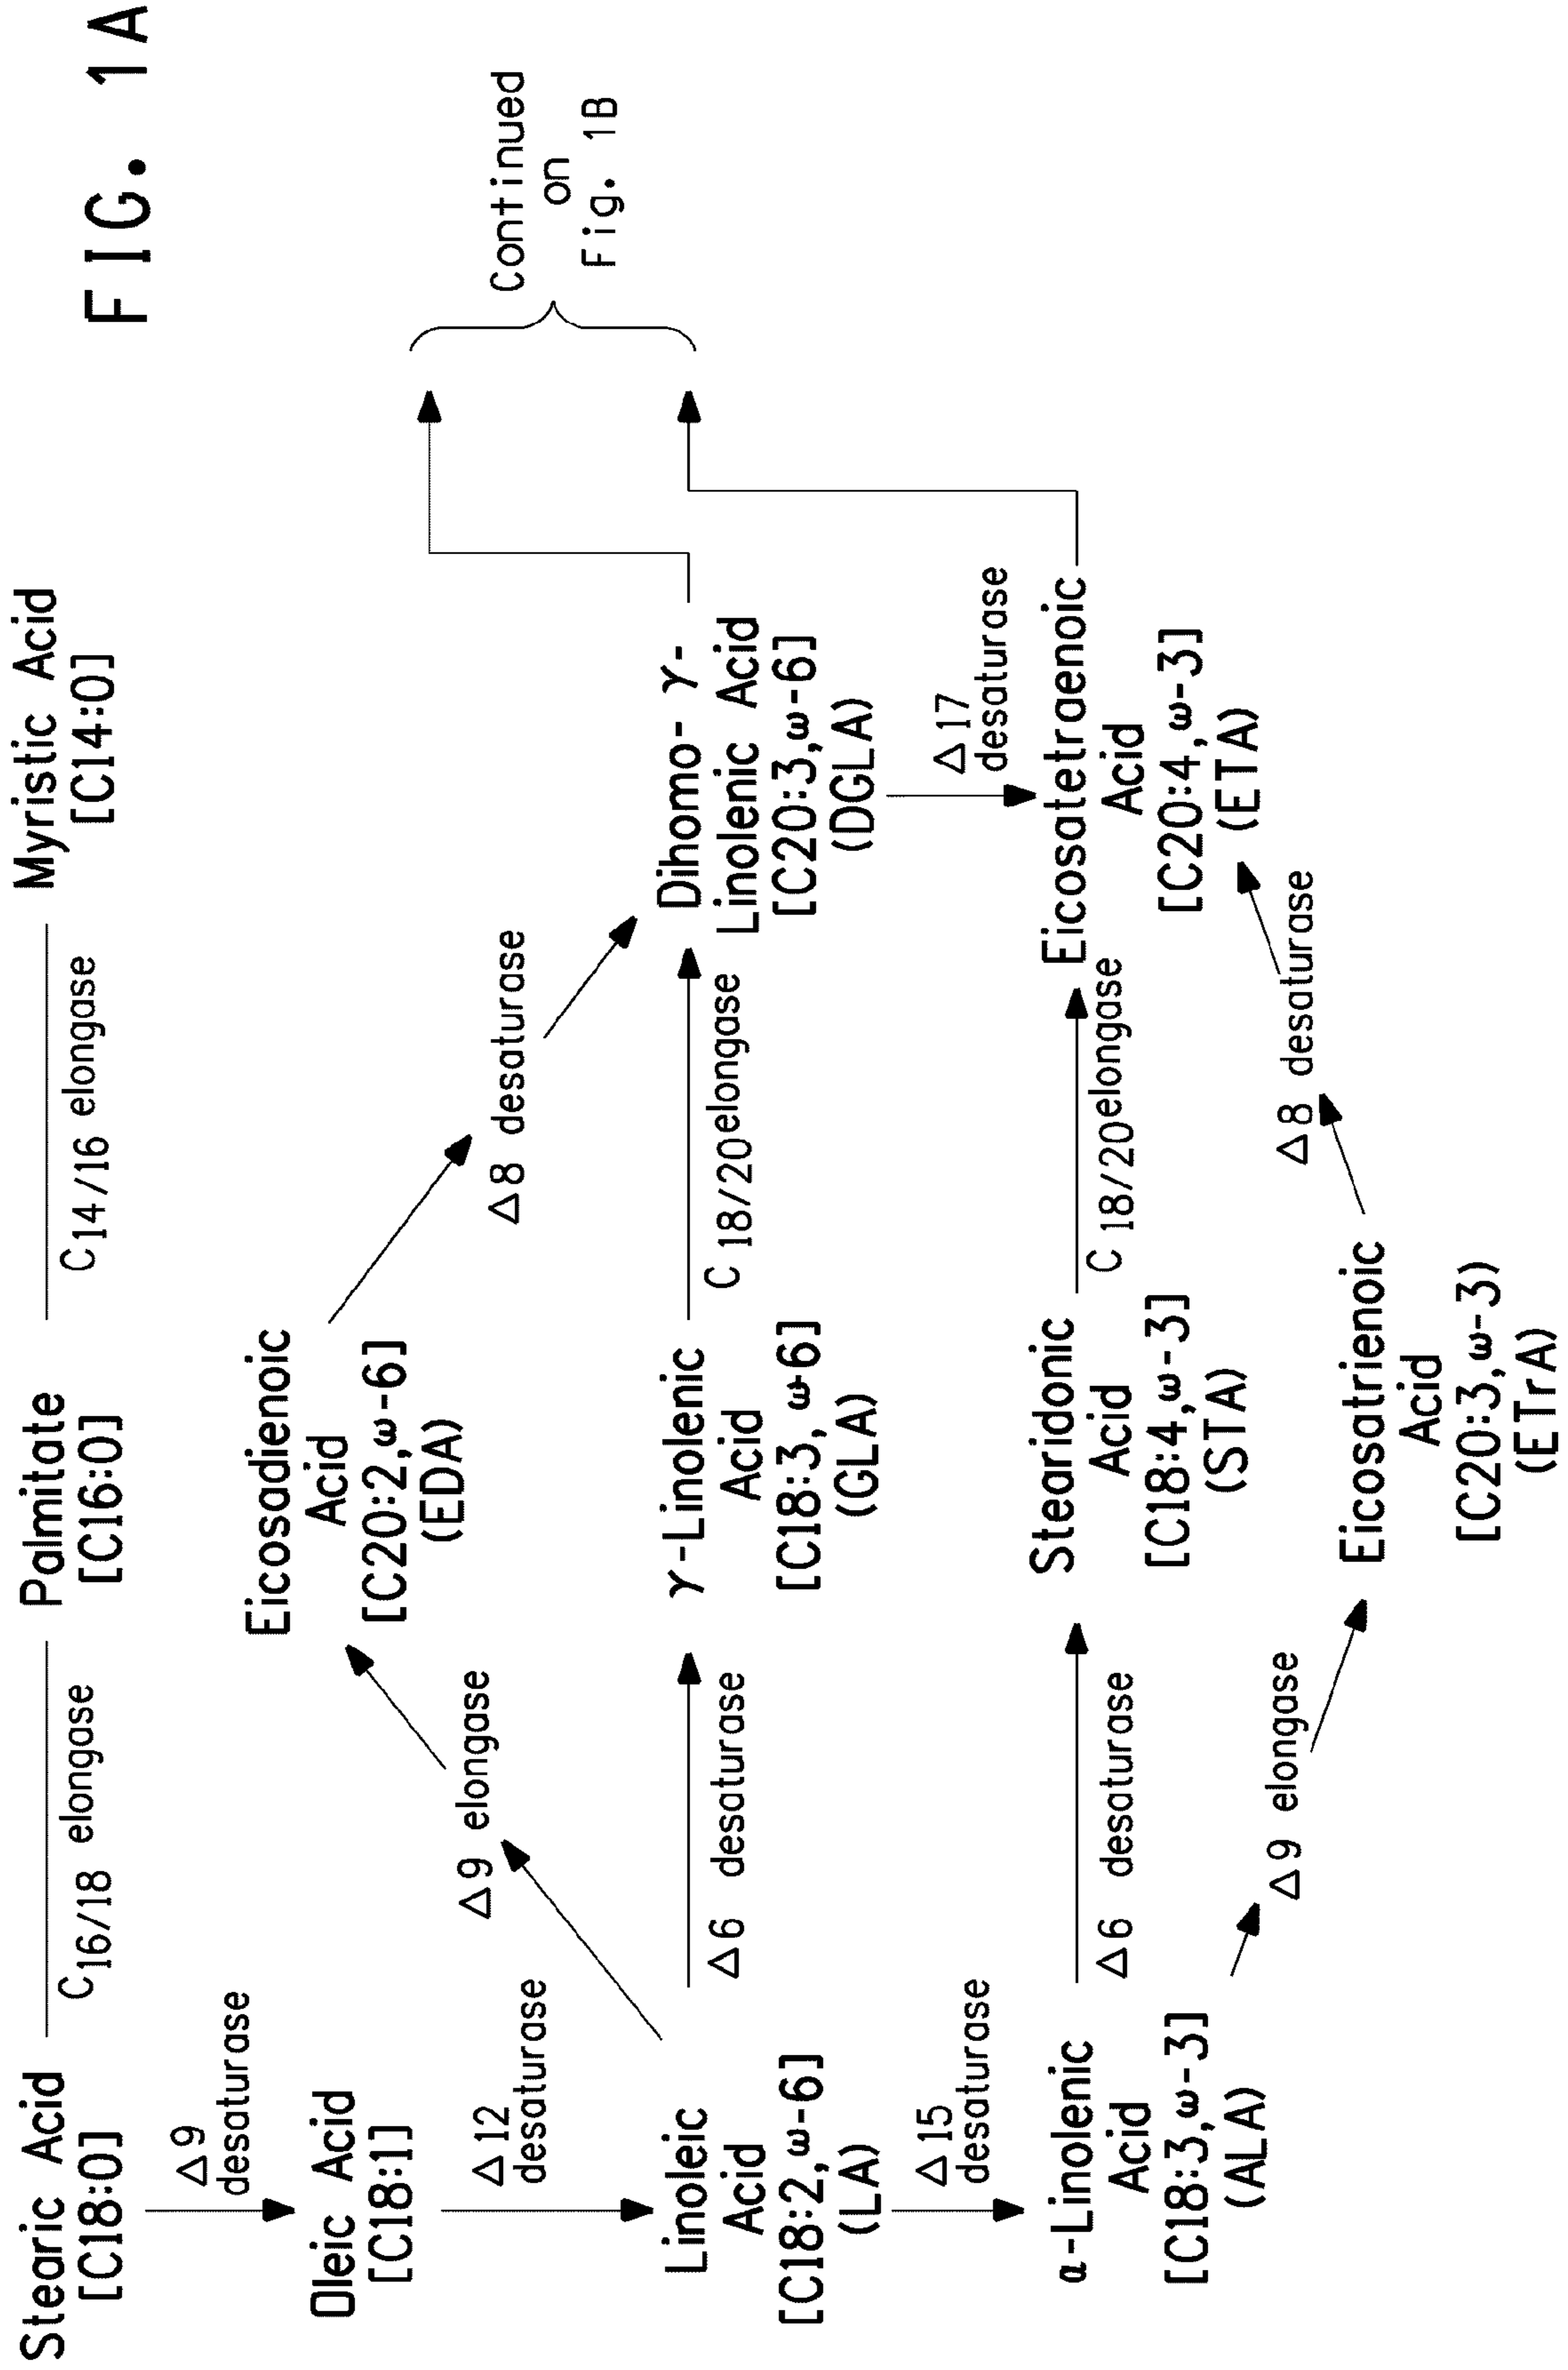 FIG. 1A
Stearic Acid
[C18:0]
C16/18 elongase
Palmitate
[C16:0]
C14/16 elongase
Myristic Acid
[C14:0]
Δ9
desaturase
Oleic Acid
[C18:1]
Δ12
desaturase
Linoleic
Acid
[C18:2,ω-6]
(LA)
Δ9 elongase
Eicosadienoic
Acid
[C20:2,ω-6]
(EDA)
Δ8 desaturase
Δ6 desaturase
γ-Linolenic
Acid
[C18:3, ω-6]
(GLA)
C18/20 elongase
Dihomo- γ-
Linolenic Acid
[C20:3,ω-6]
(DGLA)
Continued
on
Fig. 1B
Δ15
desaturase
Δ17
desaturase
α-Linolenic
Acid
[C18:3,ω-3]
(ALA)
Δ6 desaturase
Stearidonic
Acid
[C18:4,ω-3]
(STA)
C18/20 elongase
Eicosatetraenoic
Acid
[C20:4,ω-3]
(ETA)
Δ9 elongase
Eicosatrienoic
Acid
[C20:3,ω-3)
(ETrA)
Δ8 desaturase